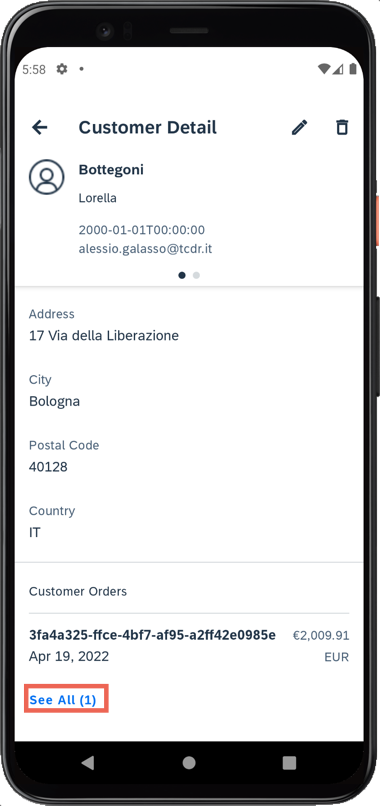 5:58
Customer Detail
Bottegoni
Lorella
2000-01-01T00:00:00
alessio.galasso@tcdr.it
Address
17 Via della Liberazione
City
Bologna
Postal Code
40128
Country
IT
Customer Orders
3fa4a325-ffce-4bf7-af95-a2ff42e0985e €2,009.91
Apr 19, 2022 EUR
See All (1)